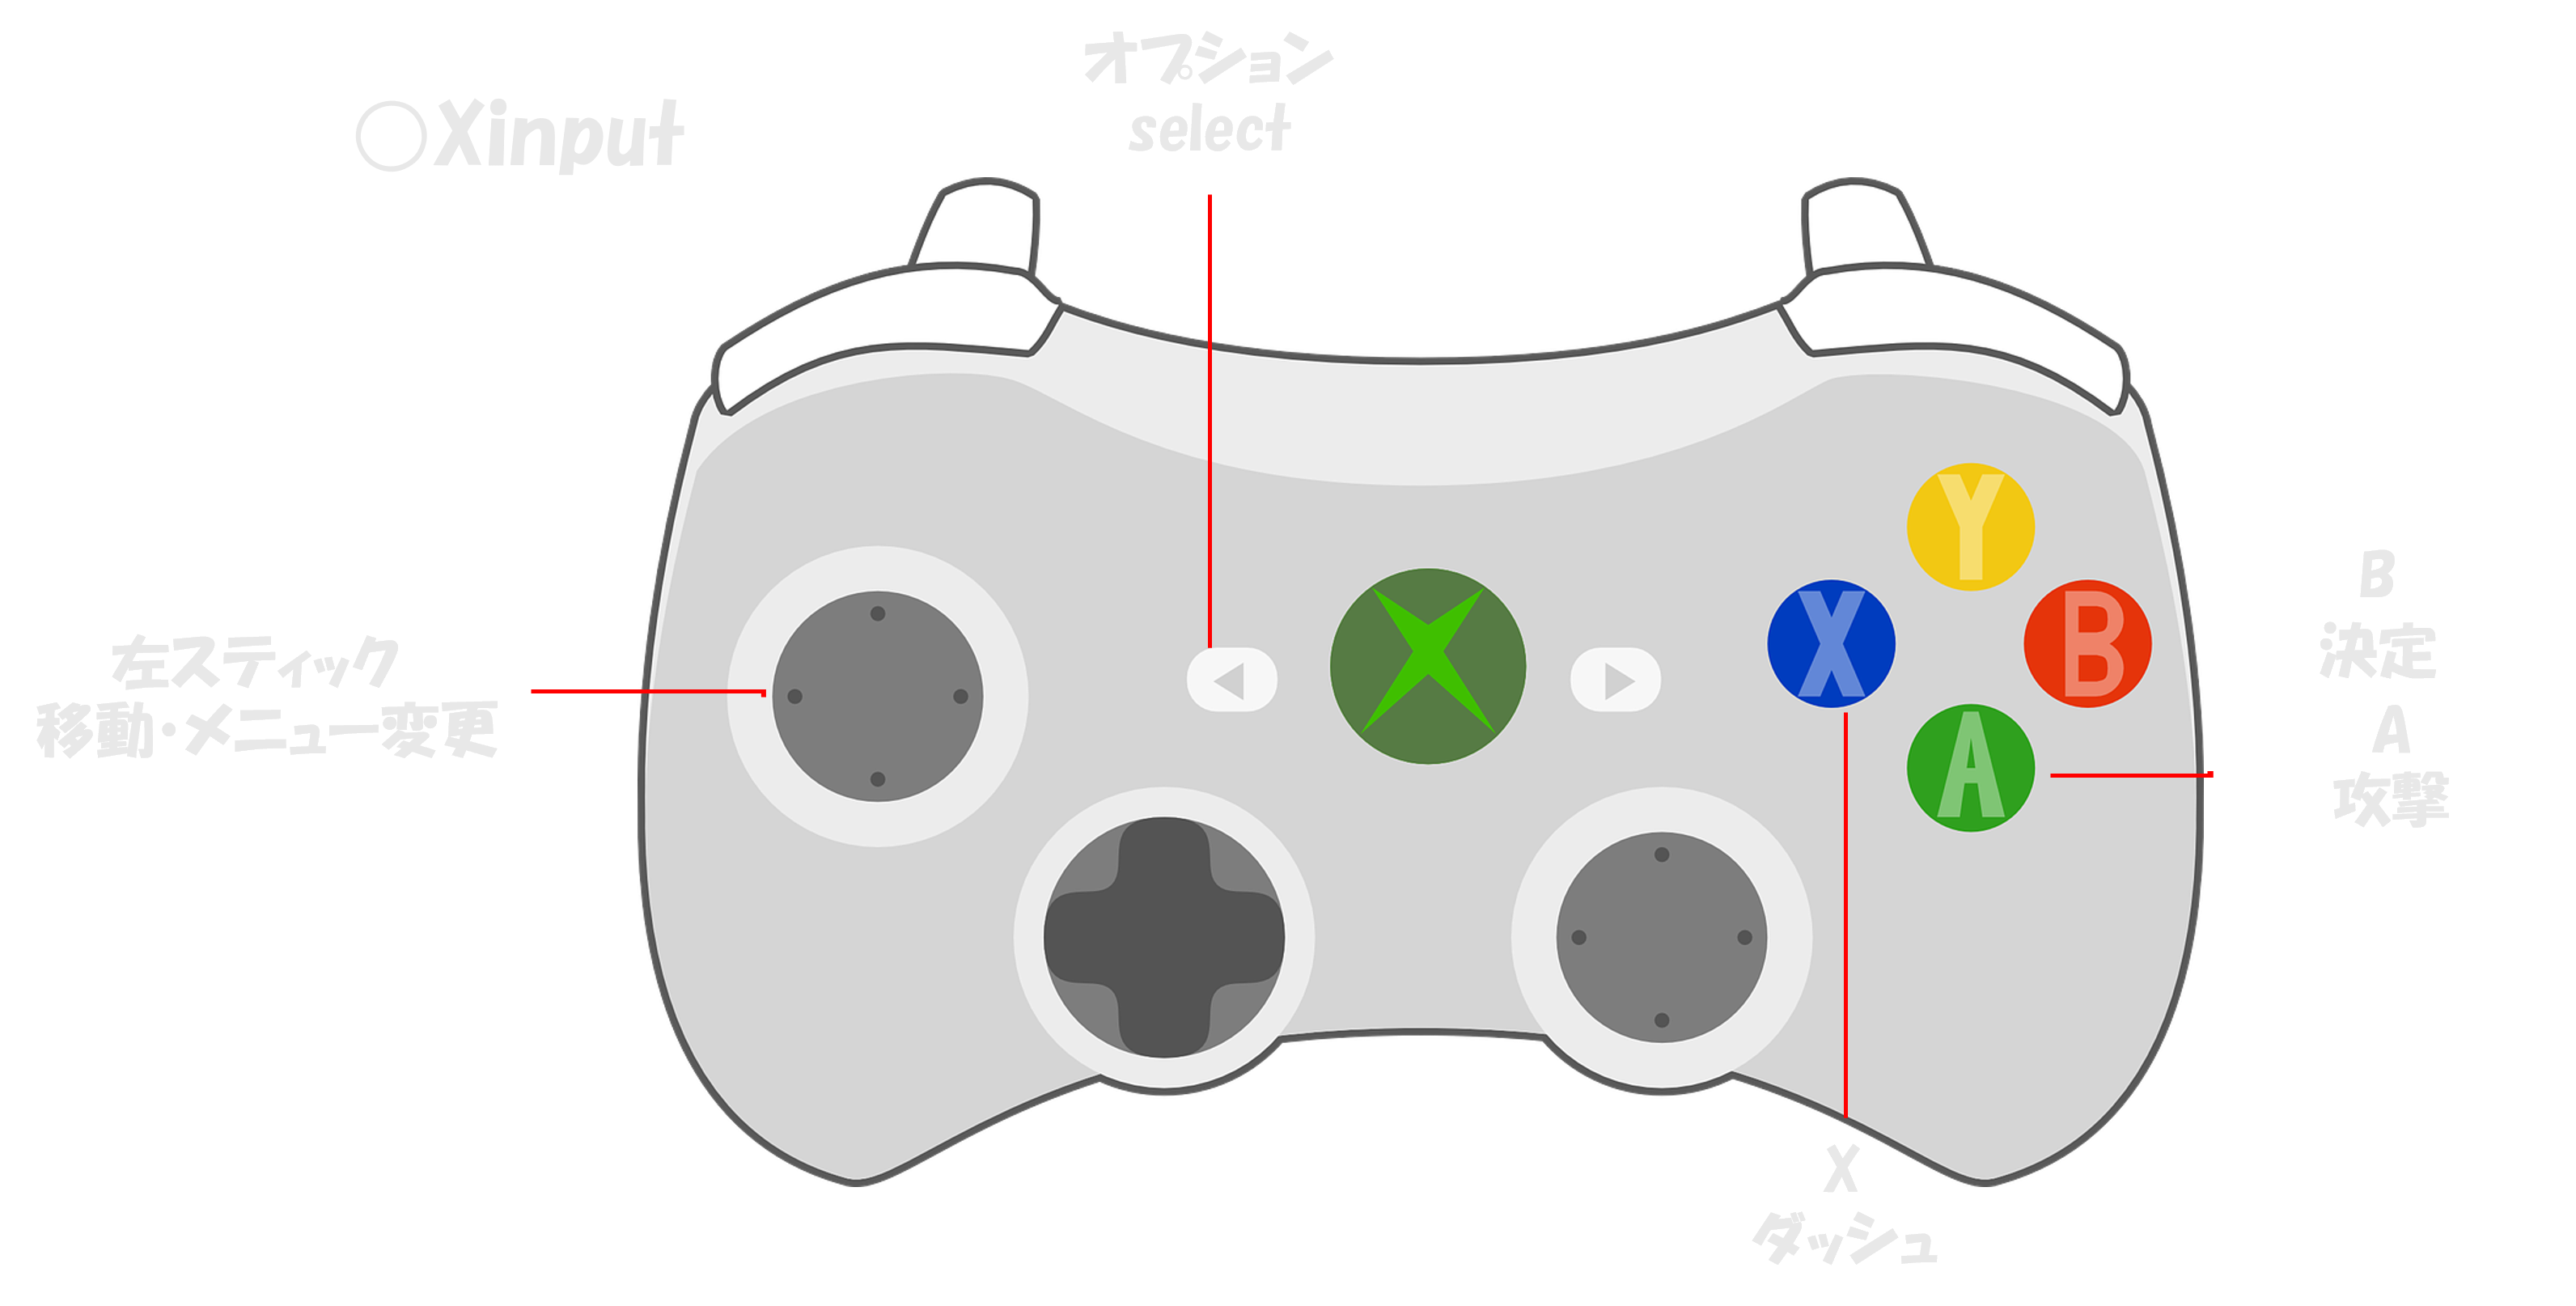 オプション
select
○Xinput
Y
X
B
A
左スティック
移動・メニュー変更
B
決定
A
攻撃
X
ダッシュ